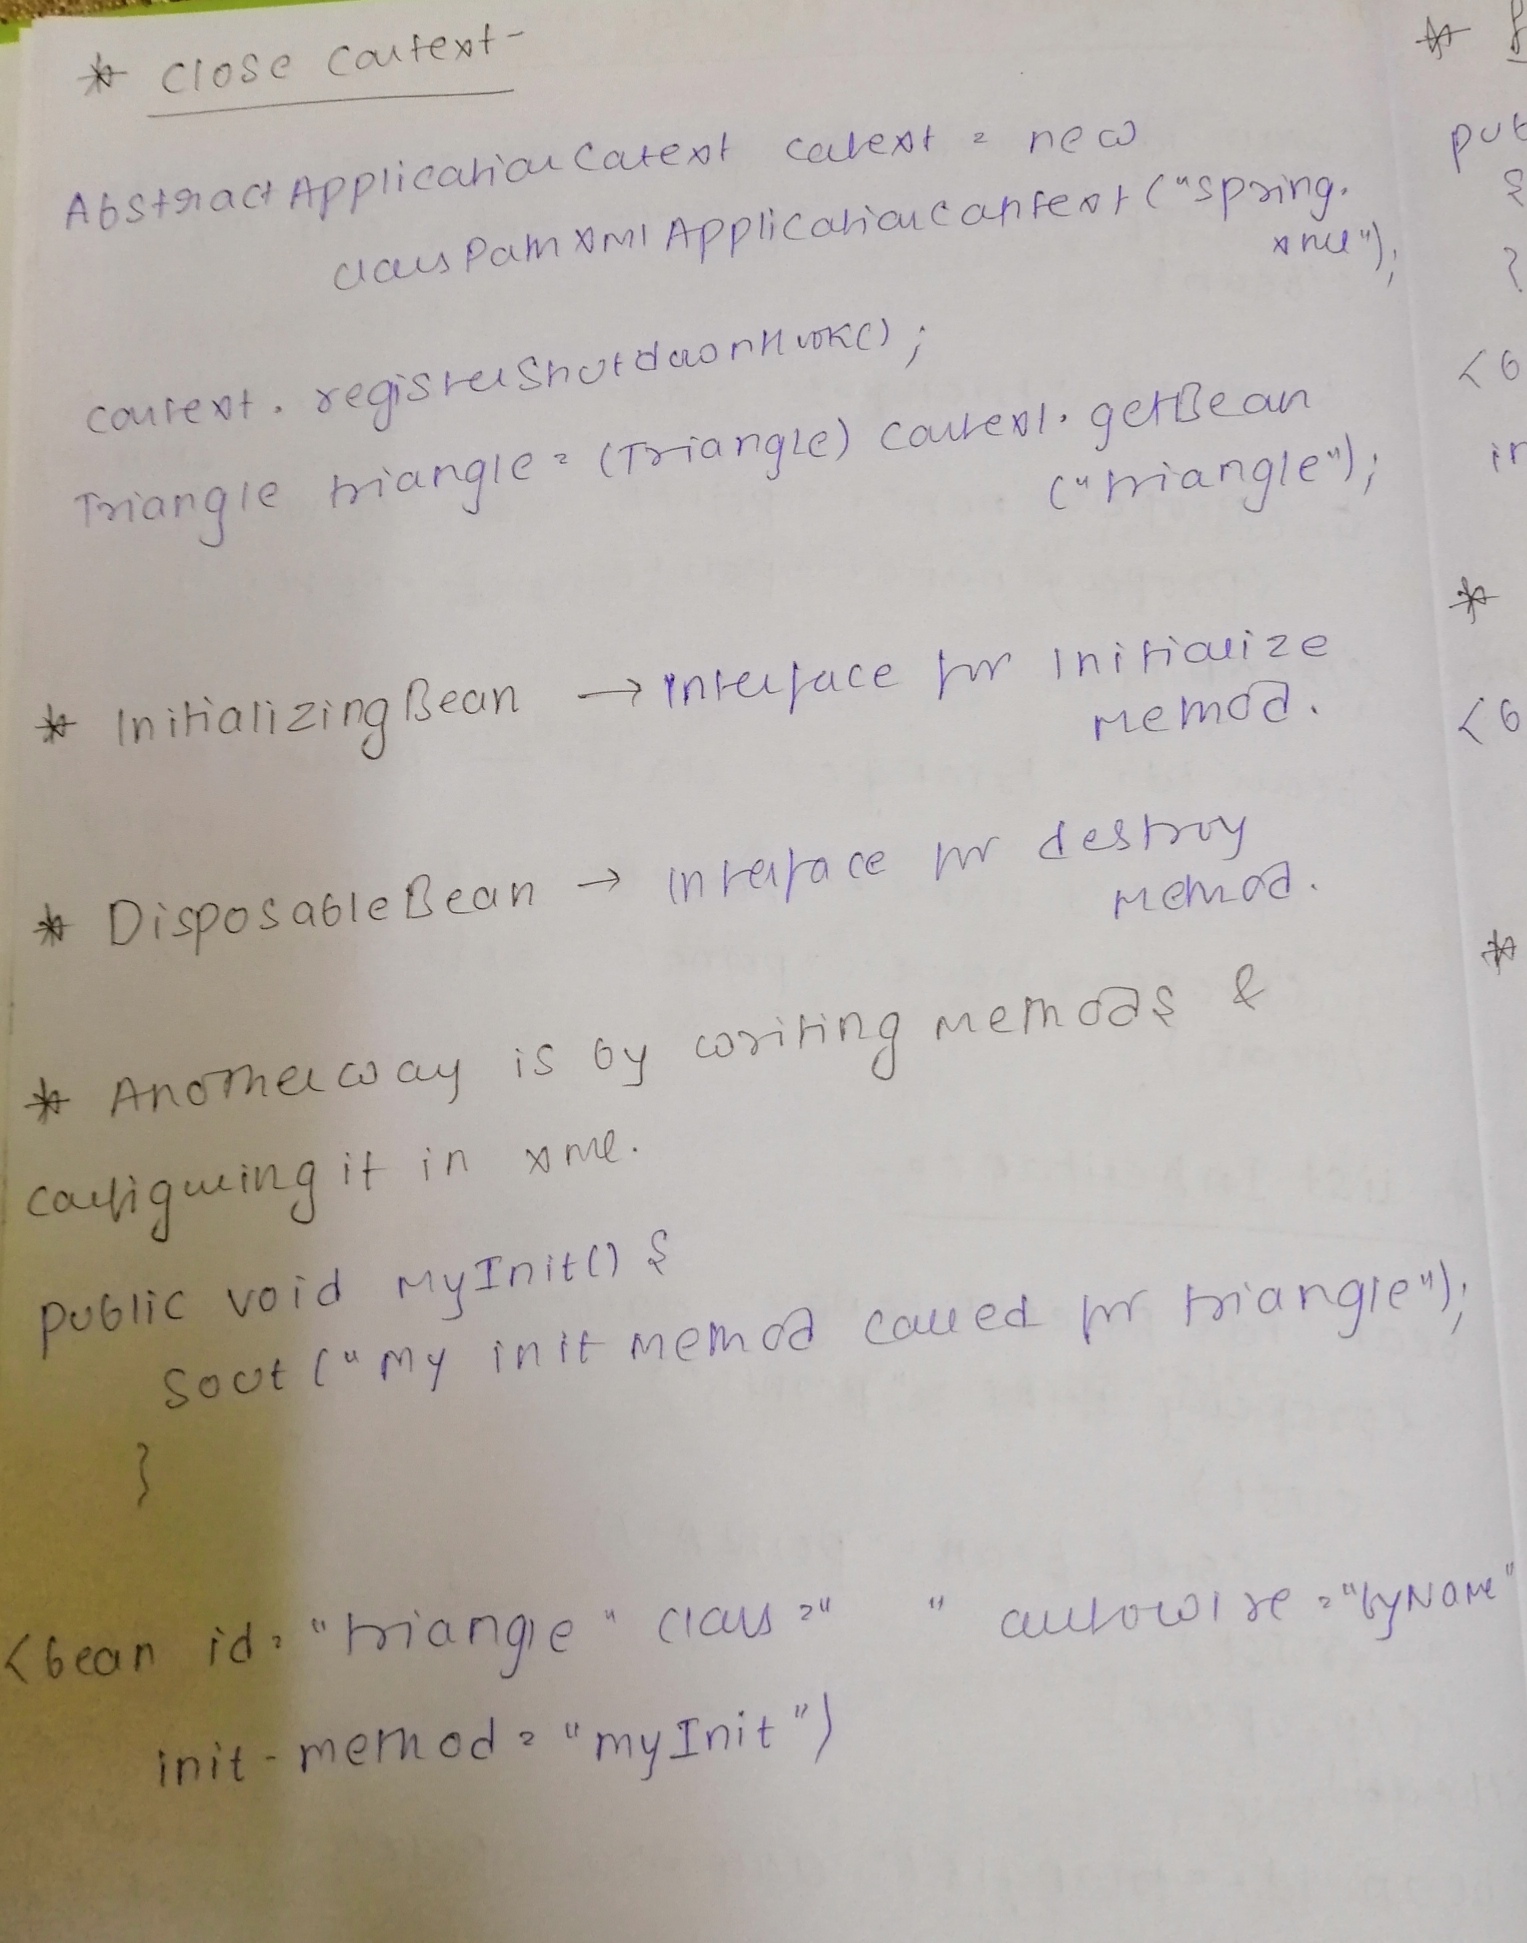 * Close Context-
AbstractApplicationContext context = new
ClassPathXmlApplicationContext("spring.
xml");
context.registerShutdownHook();
Triangle triangle = (Triangle) context.getBean
("triangle");
* InitializingBean → Interface for Initialize
Method.
* DisposableBean → Interface for destroy
Method.
* Another way is by writing methods &
configuring it in xml.
public void MyInit() {
Sout ("my init method called for triangle");
}
<bean id="triangle" class="     " autowire="byName"
init-method="myInit")
*
pub
{
}
<b
in
*
<b
*